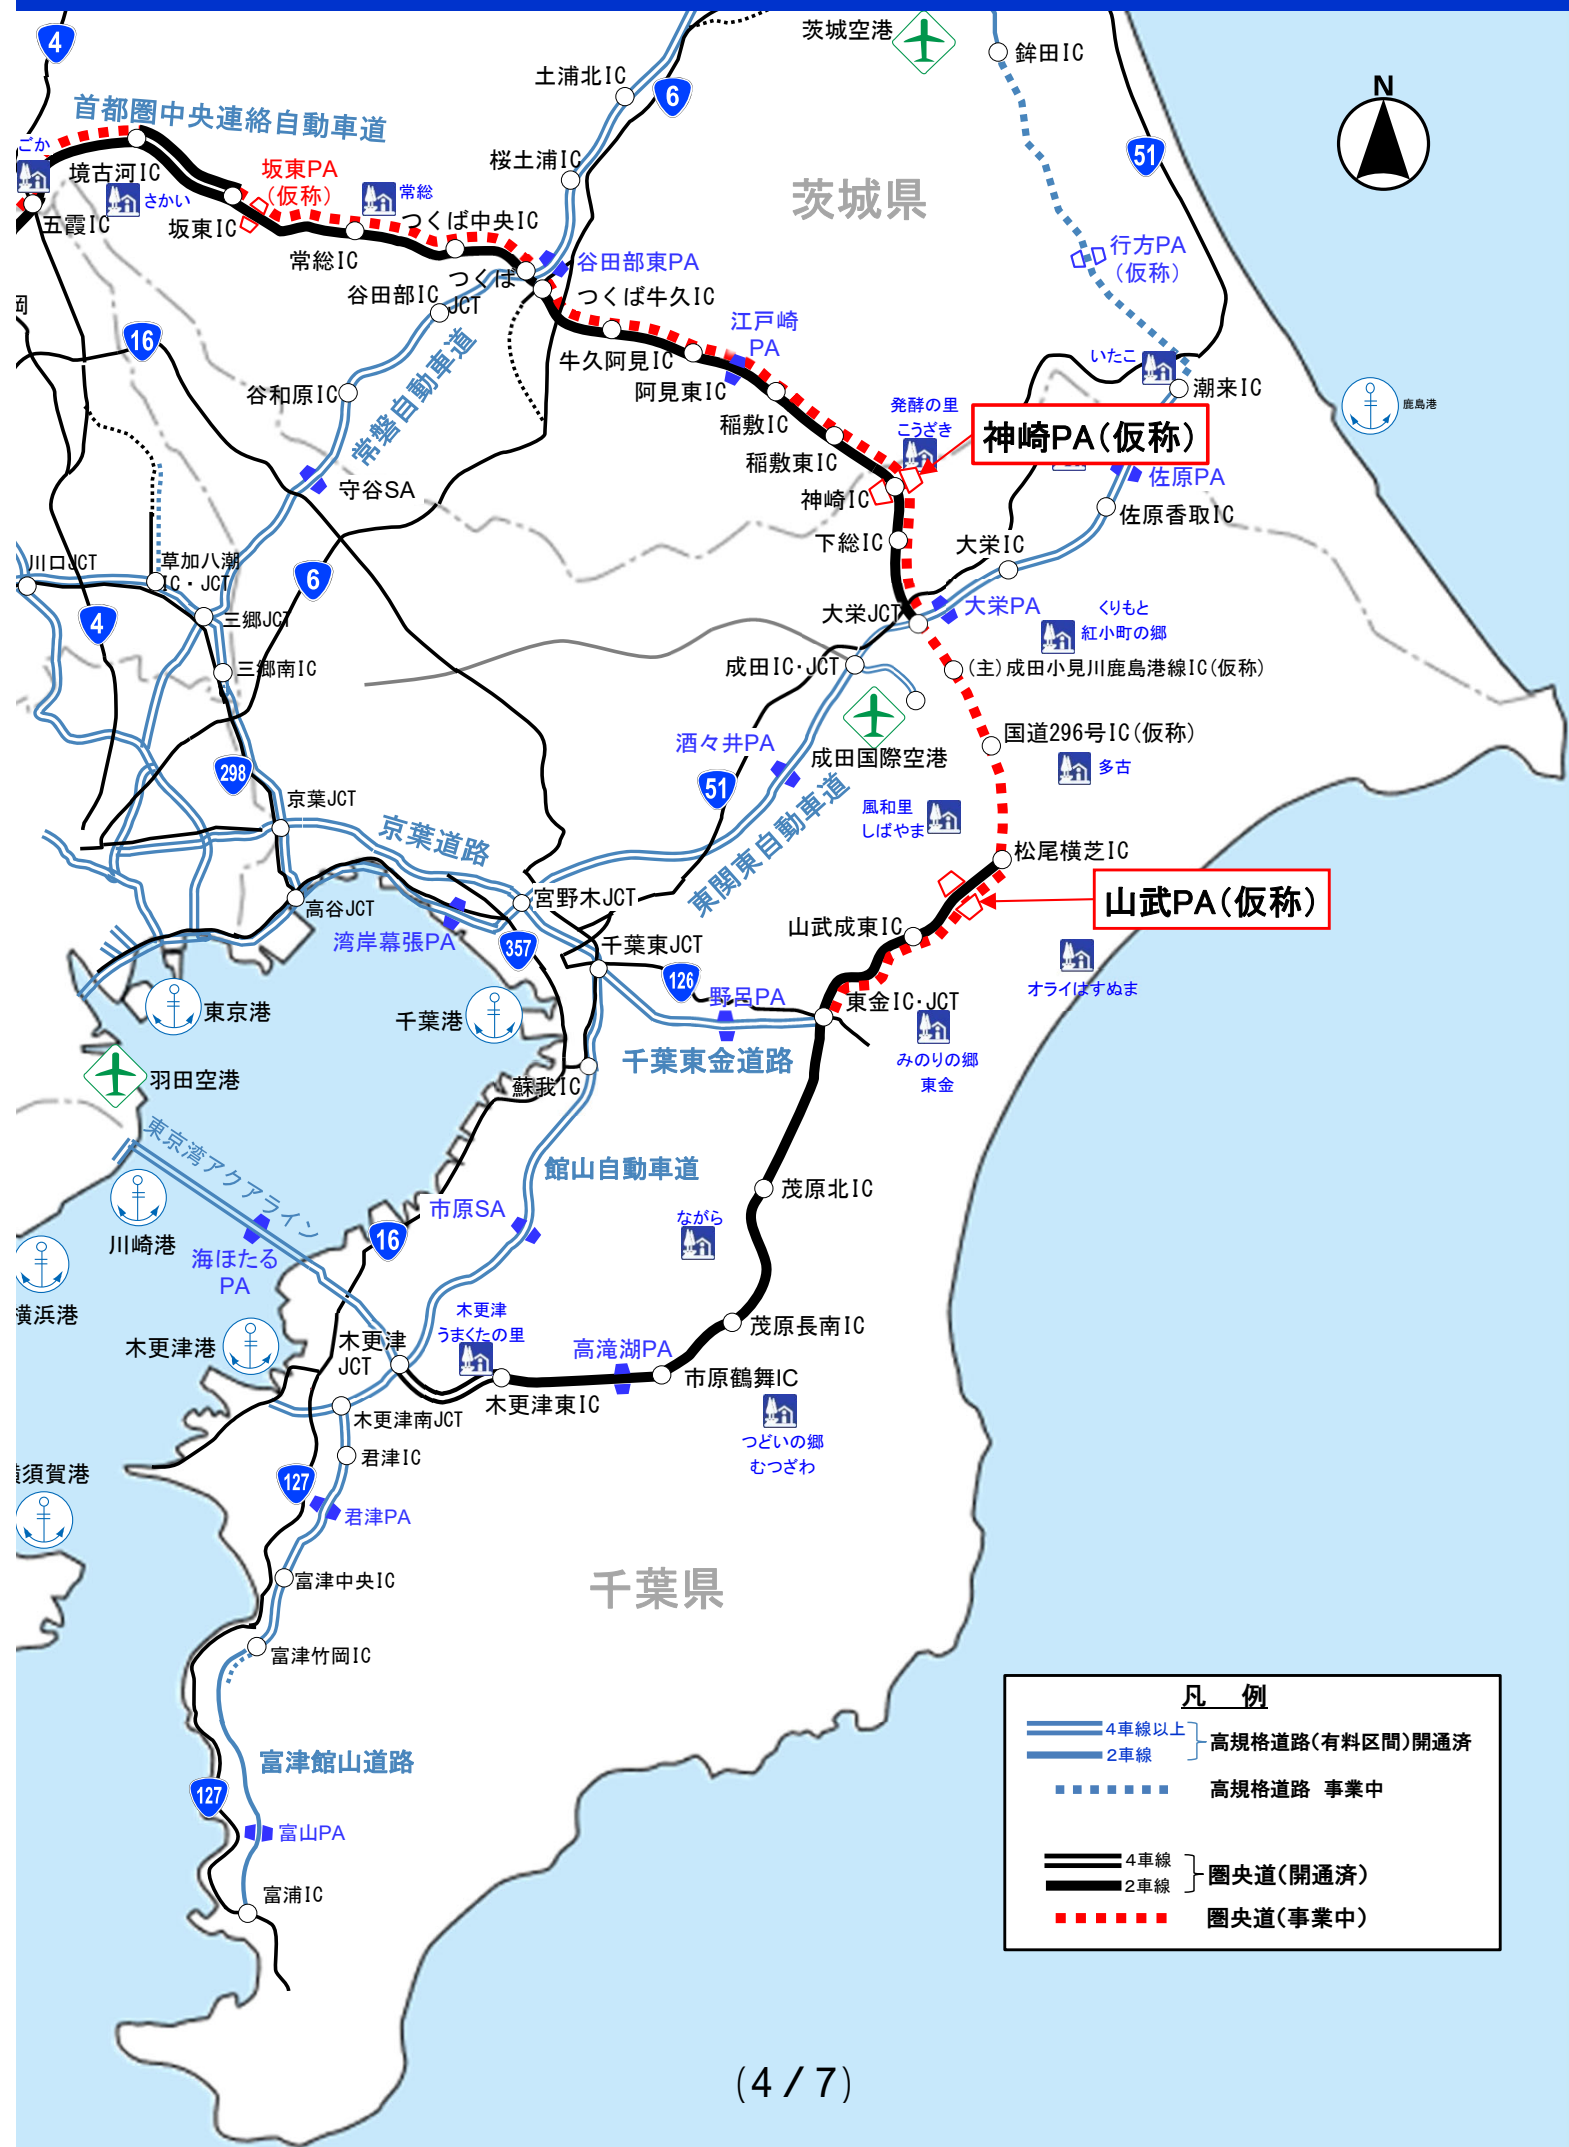 4
茨城空港
鉾田IC
土浦北IC
6
N
首都圏中央連絡自動車道
ごか
境古河IC
さかい
坂東PA
(仮称)
常総
桜土浦IC
51
茨城県
五霞IC
坂東IC
つくば中央IC
常総IC
つくば
JCT
谷田部東PA
行方PA
(仮称)
谷田部IC
つくば牛久IC
16
江戸崎
PA
牛久阿見IC
いたこ
潮来IC
常磐自動車道
谷和原IC
阿見東IC
発酵の里
こうざき
鹿島港
稲敷IC
神崎PA(仮称)
稲敷東IC
佐原PA
守谷SA
神崎IC
佐原香取IC
下総IC
大栄IC
川口JCT
草加八潮
IC・JCT
6
4
三郷JCT
大栄JCT
大栄PA
くりもと
紅小町の郷
三郷南IC
成田IC・JCT
(主)成田小見川鹿島港線IC(仮称)
国道296号IC(仮称)
酒々井PA
成田国際空港
多古
298
51
京葉JCT
風和里
しばやま
京葉道路
東関東自動車道
松尾横芝IC
宮野木JCT
高谷JCT
山武PA(仮称)
山武成東IC
湾岸幕張PA
357
千葉東JCT
126
オライはすぬま
野呂PA
東金IC・JCT
東京港
千葉港
千葉東金道路
みのりの郷
東金
羽田空港
蘇我IC
東京湾アクアライン
館山自動車道
茂原北IC
市原SA
ながら
川崎港
16
海ほたる
PA
横浜港
木更津
うまくたの里
茂原長南IC
木更津港
木更津
JCT
高滝湖PA
市原鶴舞IC
木更津東IC
木更津南JCT
つどいの郷
むつざわ
君津IC
須賀港
127
君津PA
富津中央IC
千葉県
富津竹岡IC
富津館山道路
127
富山PA
富浦IC
凡 例
4車線以上
2車線
高規格道路(有料区間)開通済
高規格道路 事業中
4車線
2車線
圏央道(開通済)
圏央道(事業中)
(4/7)